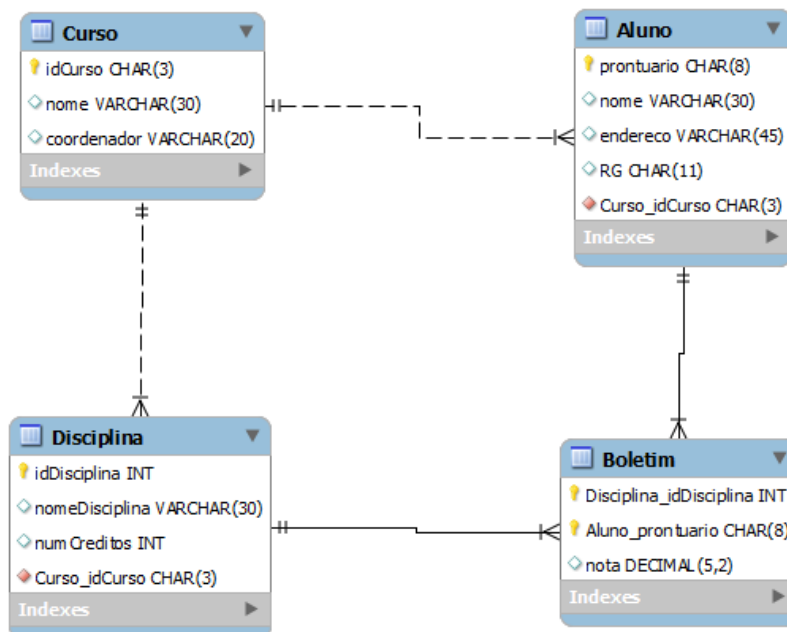 Curso
idCurso CHAR(3)
nome VARCHAR(30)
coordenador VARCHAR(20)
Indexes
Aluno
prontuario CHAR(8)
nome VARCHAR(30)
endereco VARCHAR(45)
RG CHAR(11)
Curso_idCurso CHAR(3)
Indexes
Disciplina
idDisciplina INT
nomeDisciplina VARCHAR(30)
numCreditos INT
Curso_idCurso CHAR(3)
Indexes
Boletim
Disciplina_idDisciplina INT
Aluno_prontuario CHAR(8)
nota DECIMAL(5,2)
Indexes